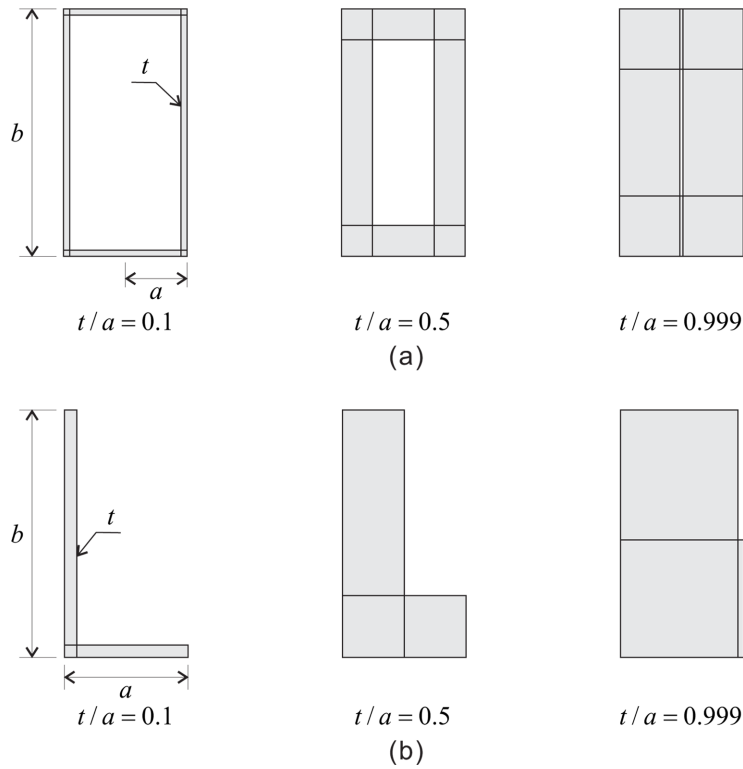 t
b
a
t / a = 0.1
t / a = 0.5
t / a = 0.999
(a)
t
b
a
t / a = 0.1
t / a = 0.5
t / a = 0.999
(b)